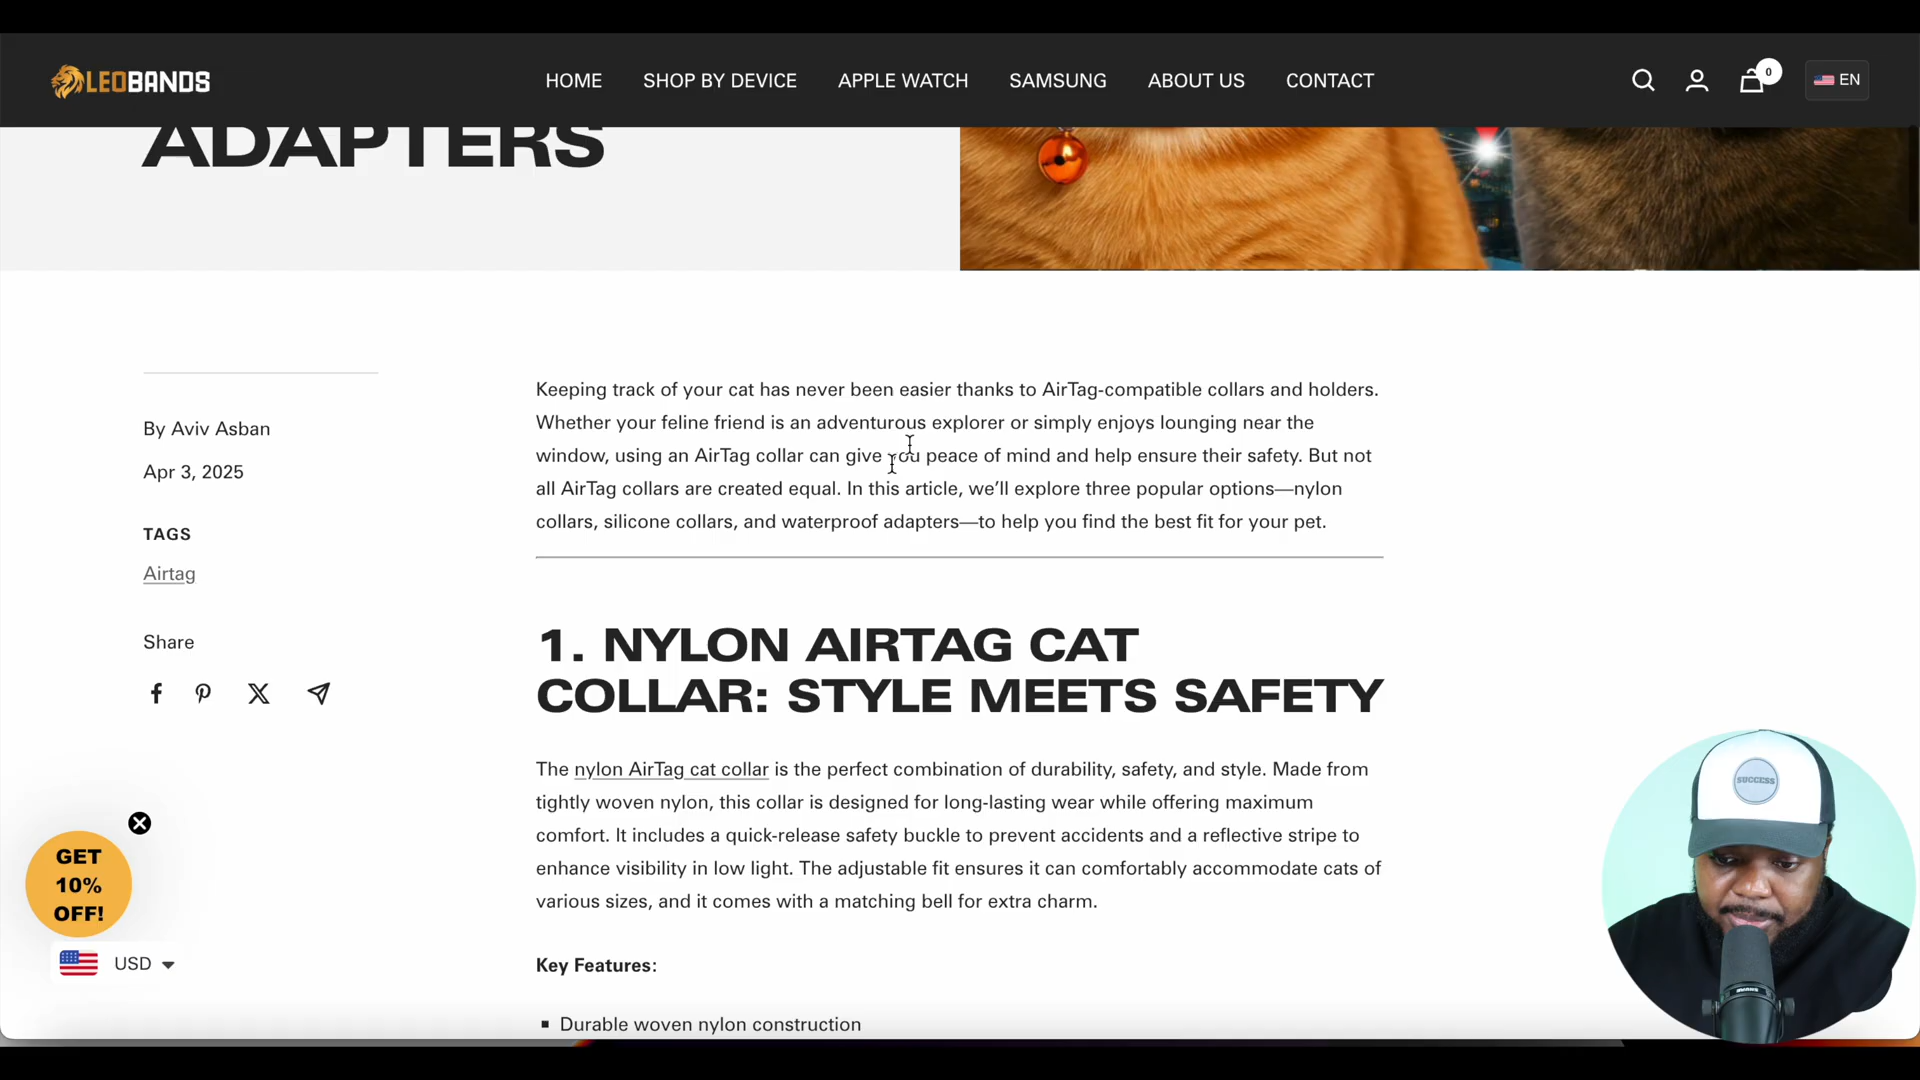 LEOBANDS
HOME
SHOP BY DEVICE
APPLE WATCH
SAMSUNG
ABOUT US
CONTACT
0
EN
ADAPTERS
By Aviv Asban
Apr 3, 2025
TAGS
Airtag
Share
Keeping track of your cat has never been easier thanks to AirTag-compatible collars and holders.
Whether your feline friend is an adventurous explorer or simply enjoys lounging near the
window, using an AirTag collar can give you peace of mind and help ensure their safety. But not
all AirTag collars are created equal. In this article, we’ll explore three popular options—nylon
collars, silicone collars, and waterproof adapters—to help you find the best fit for your pet.
1. NYLON AIRTAG CAT
COLLAR: STYLE MEETS SAFETY
The nylon AirTag cat collar is the perfect combination of durability, safety, and style. Made from
tightly woven nylon, this collar is designed for long-lasting wear while offering maximum
comfort. It includes a quick-release safety buckle to prevent accidents and a reflective stripe to
enhance visibility in low light. The adjustable fit ensures it can comfortably accommodate cats of
various sizes, and it comes with a matching bell for extra charm.
Key Features:
▪ Durable woven nylon construction
GET
10%
OFF!
USD
SUCCESS